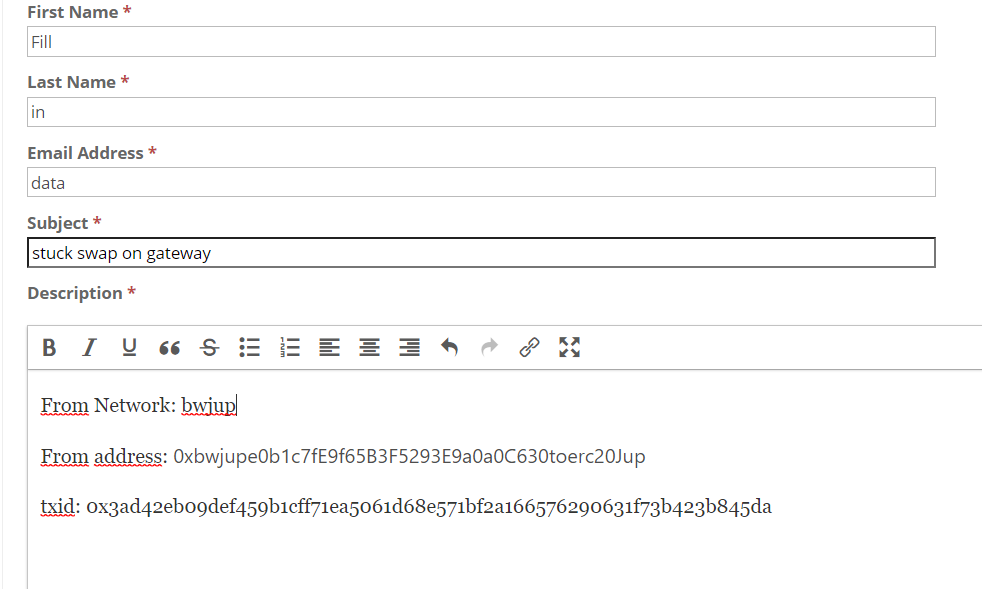 First Name *
Fill
Last Name *
in
Email Address *
data
Subject *
stuck swap on gateway
Description *
From Network: bwjup
From address: 0xbwjupe0b1c7fE9f65B3F5293E9a0a0C630toerc20Jup
txid: 0x3ad42eb09def459b1cff71ea5061d68e571bf2a166576290631f73b423b845da